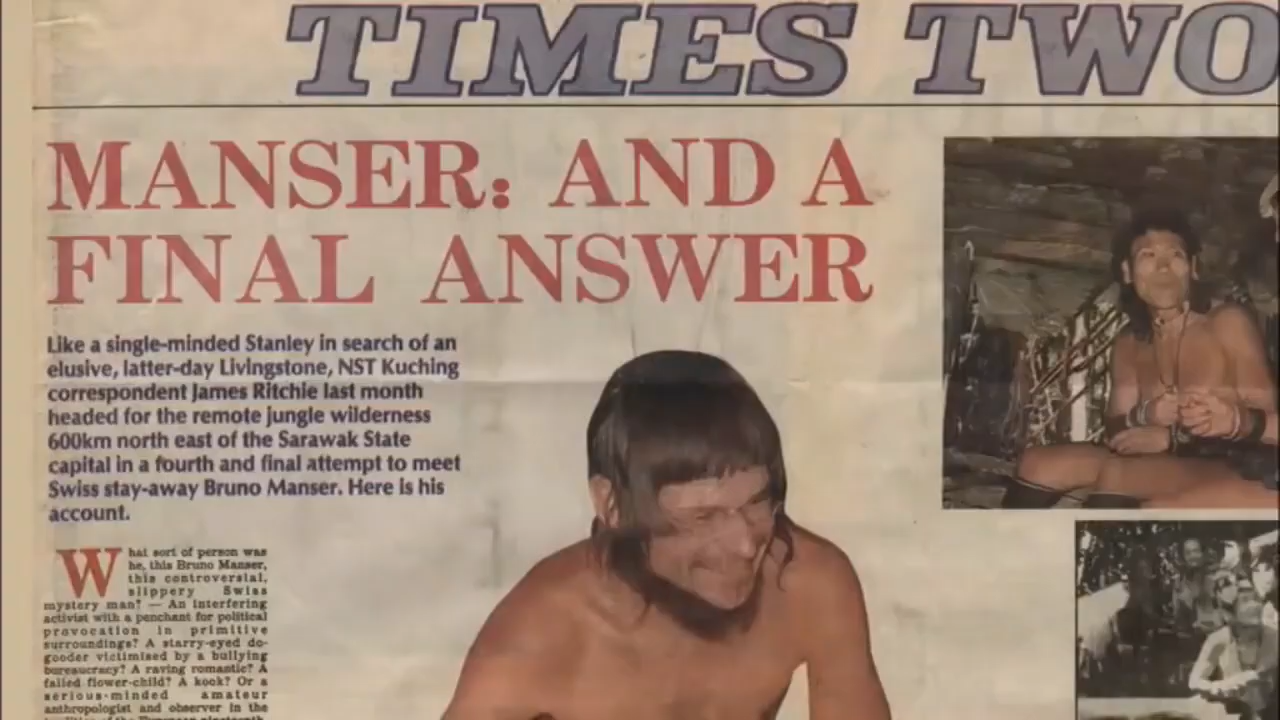 TIMES TWO
MANSER: AND A
FINAL ANSWER
Like a single-minded Stanley in search of an
elusive, latter-day Livingstone, NST Kuching
correspondent James Ritchie last month
headed for the remote jungle wilderness
600km north east of the Sarawak State
capital in a fourth and final attempt to meet
Swiss stay-away Bruno Manser. Here is his
account.
What sort of person was
he, this Bruno Manser,
this controversial,
slippery Swiss
mystery man? — An interfering
activist with a penchant for political
provocation in primitive
surroundings? A starry-eyed do-
gooder victimised by a bullying
bureaucracy? A raving romantic? A
failed flower-child? A kook? Or a
serious-minded amateur
anthropologist and observer in the